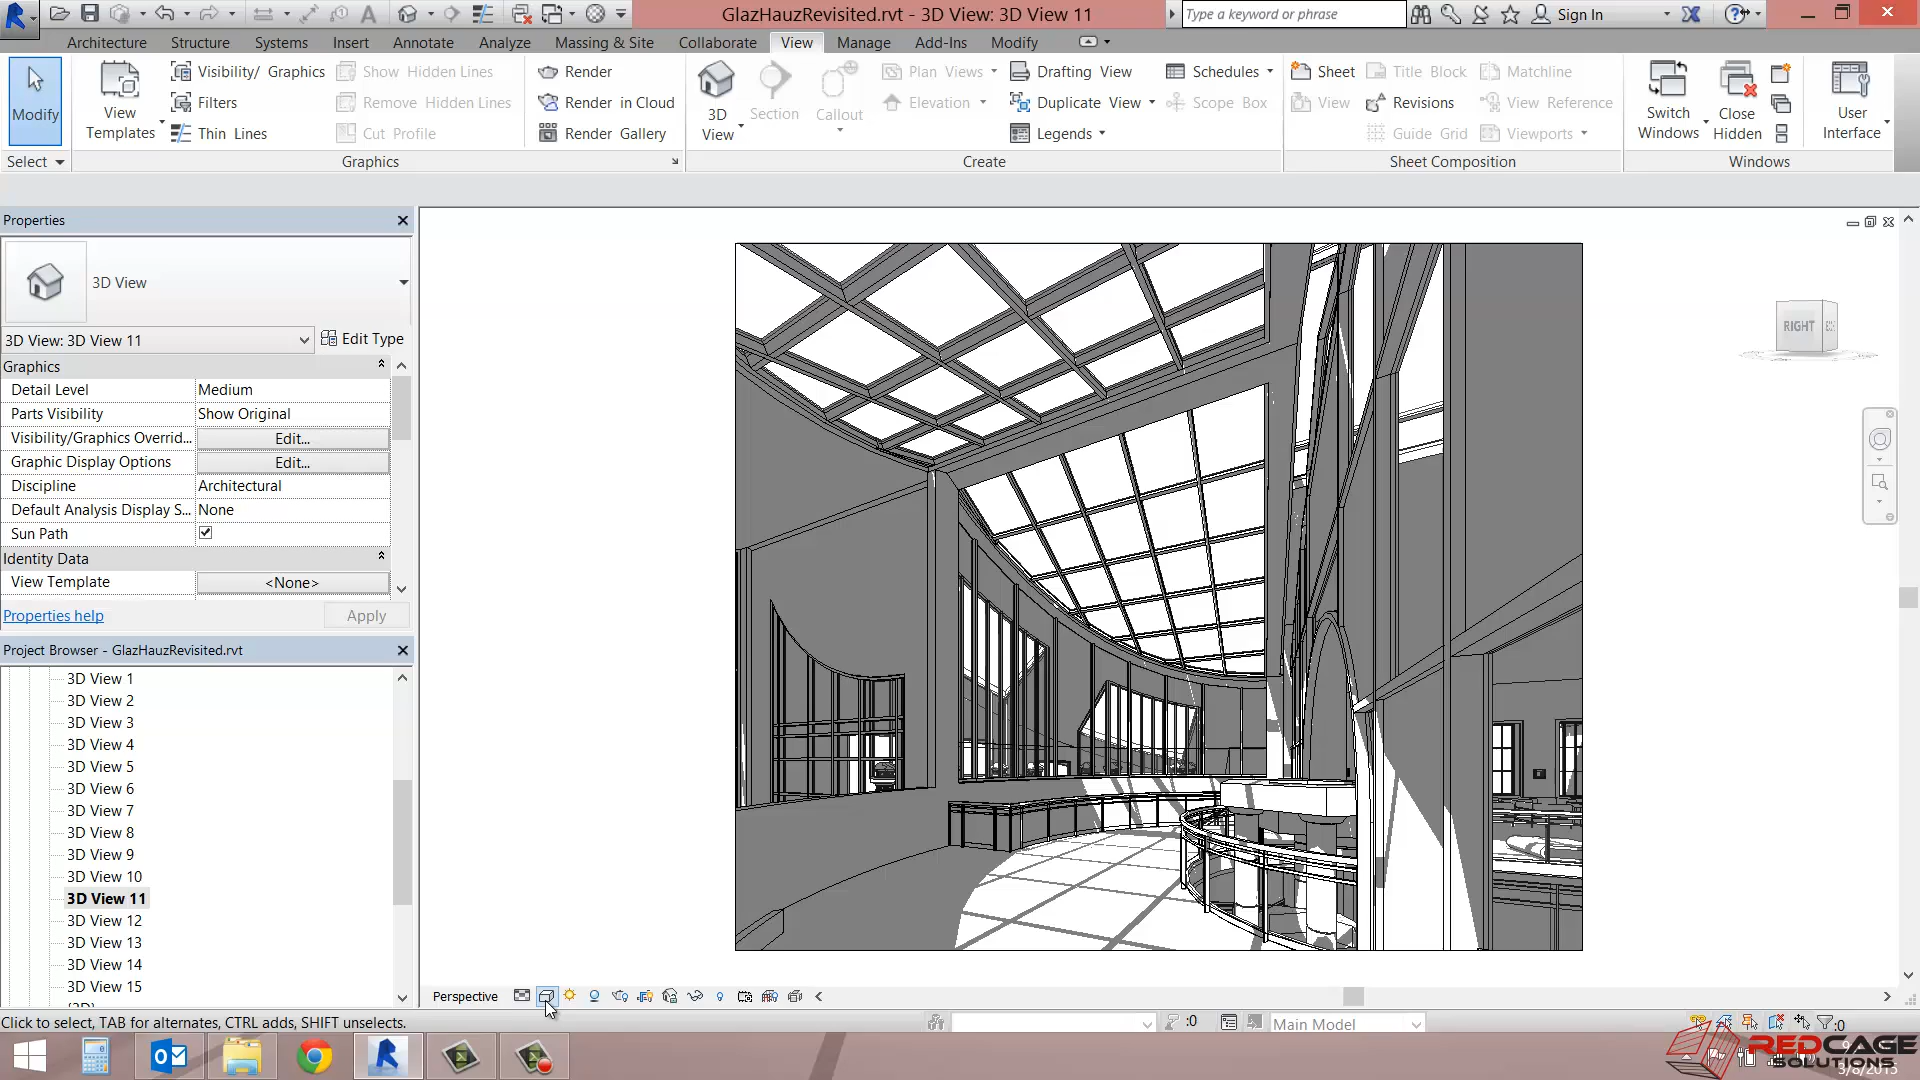 GlazHauzRevisited.rvt - 3D View: 3D View 11
Type a keyword or phrase
Sign In
Architecture Structure Systems Insert Annotate Analyze Massing & Site Collaborate View Manage Add-Ins Modify
Modify
Select
View
Templates
Visibility/ Graphics
Filters
Thin Lines
Show Hidden Lines
Remove Hidden Lines
Cut Profile
Graphics
Render
Render in Cloud
Render Gallery
3D
View
Section
Callout
Plan Views
Elevation
Drafting View
Duplicate View
Legends
Schedules
Scope Box
Create
Sheet
View
Title Block
Revisions
Guide Grid
Matchline
View Reference
Viewports
Sheet Composition
Switch
Windows
Close
Hidden
Windows
User
Interface
Properties
3D View
3D View: 3D View 11
Edit Type
Graphics
Detail Level Medium
Parts Visibility Show Original
Visibility/Graphics Overrid... Edit...
Graphic Display Options Edit...
Discipline Architectural
Default Analysis Display S... None
Sun Path
Identity Data
View Template <None>
Properties help
Apply
Project Browser - GlazHauzRevisited.rvt
3D View 1
3D View 2
3D View 3
3D View 4
3D View 5
3D View 6
3D View 7
3D View 8
3D View 9
3D View 10
3D View 11
3D View 12
3D View 13
3D View 14
3D View 15
RIGHT
Perspective
Click to select, TAB for alternates, CTRL adds, SHIFT unselects.
:0
Main Model
:0
REDCAGE
SOLUTIONS
3/8/2015